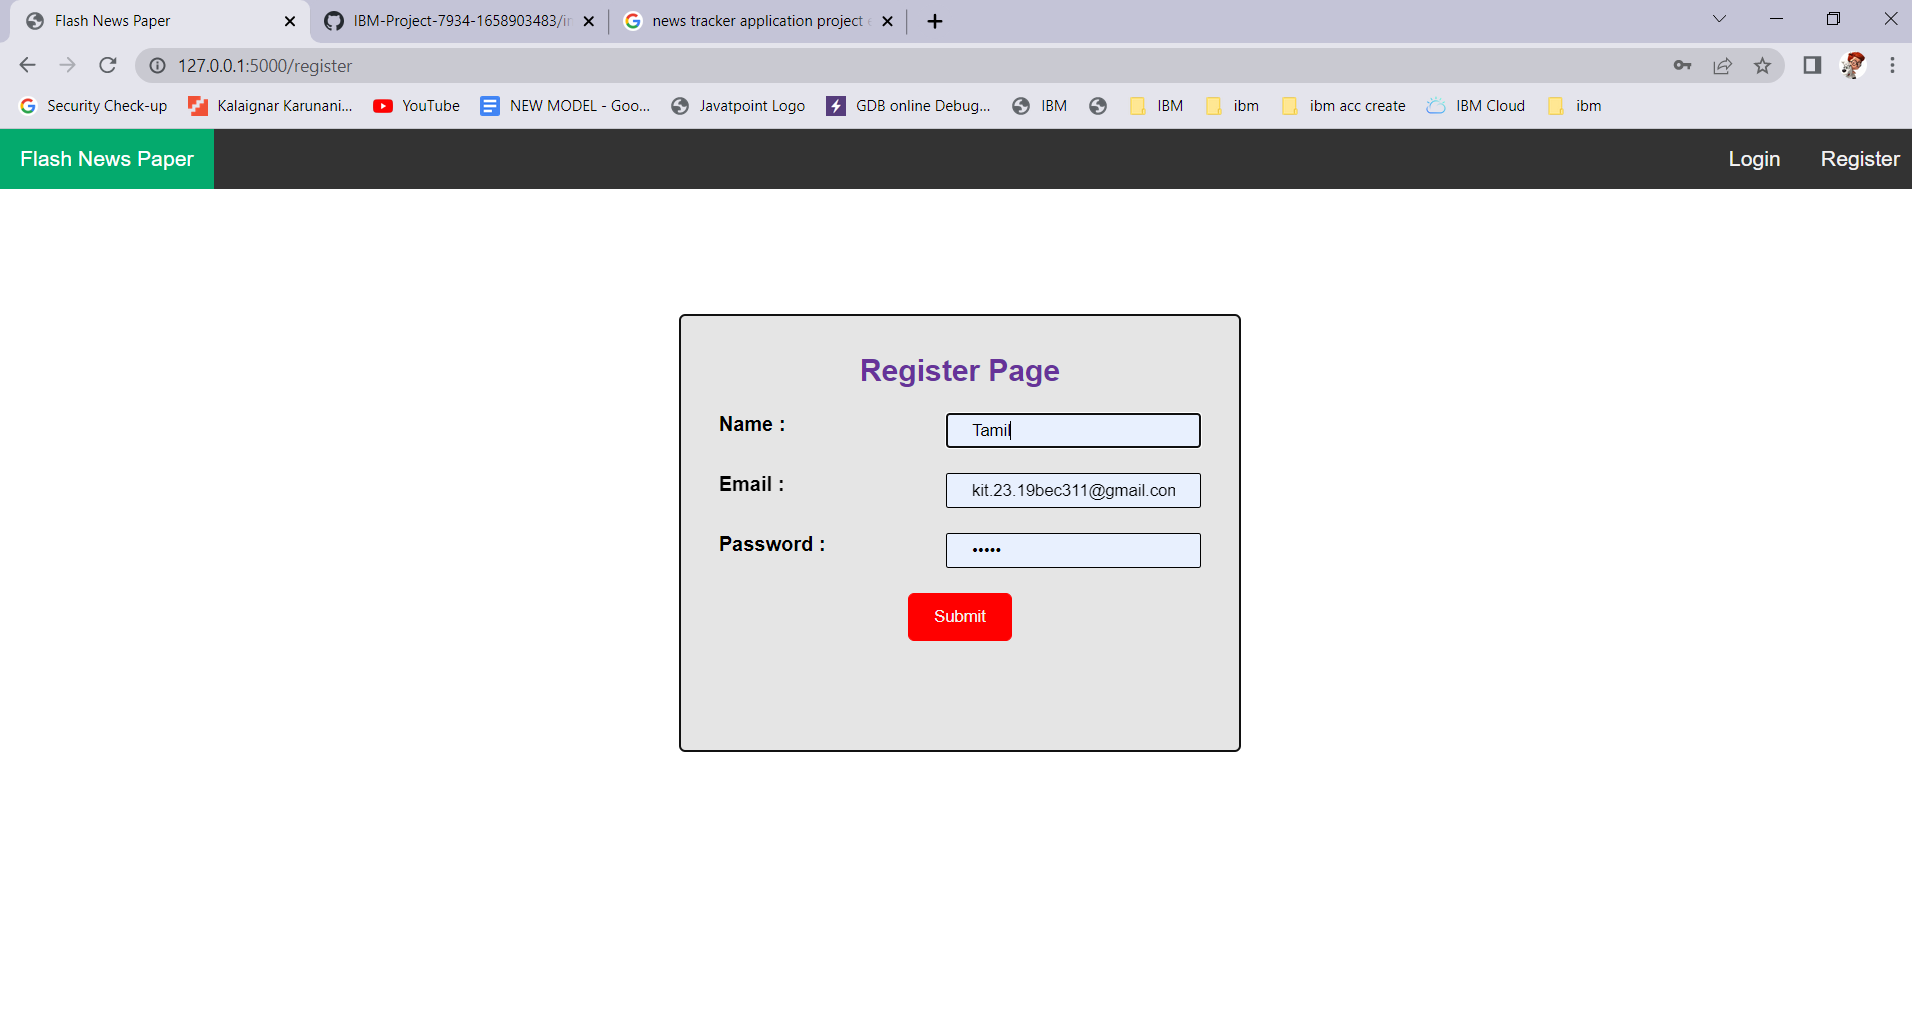 Flash News Paper
IBM-Project-7934-1658903483/in
news tracker application project e
127.0.0.1:5000/register
Security Check-up Kalaignar Karunani... YouTube NEW MODEL - Goo... Javatpoint Logo GDB online Debug... IBM IBM ibm ibm acc create IBM Cloud ibm
Flash News Paper Login Register
Register Page
Name : Tamil
Email : kit.23.19bec311@gmail.con
Password : •••••
Submit